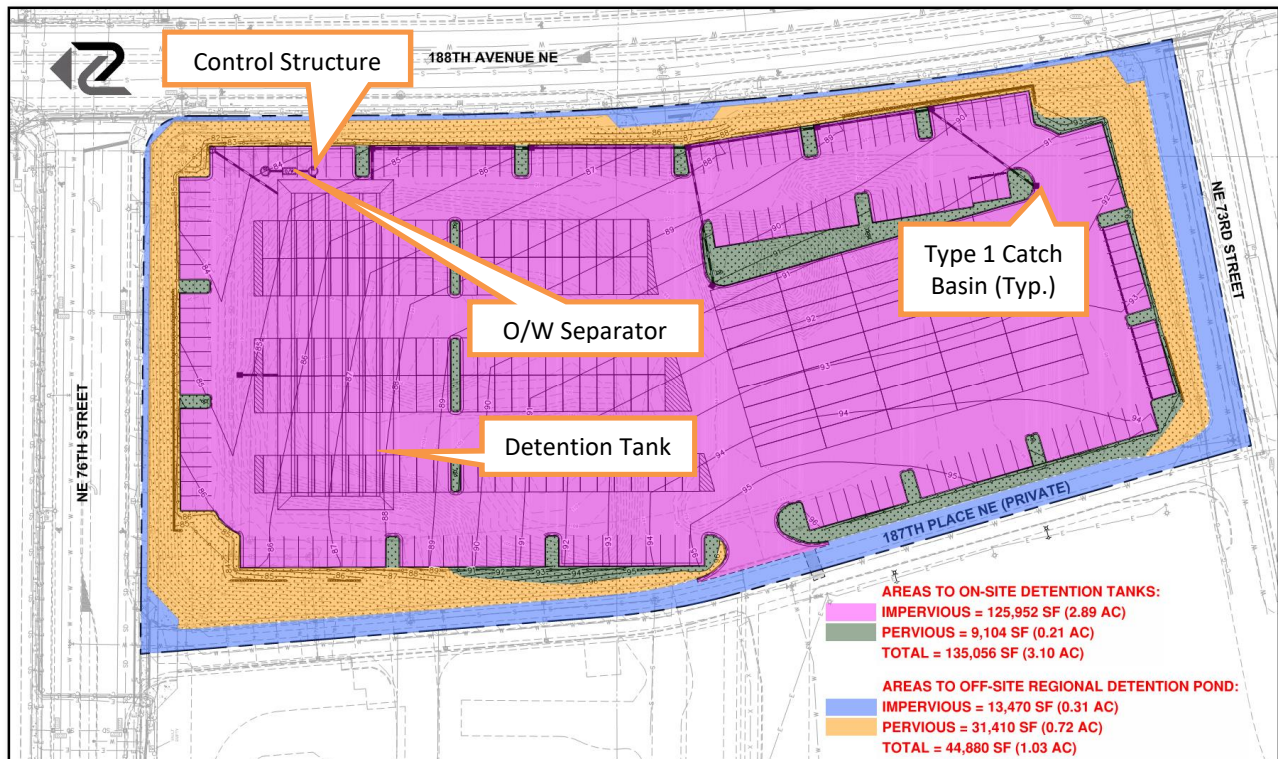 Control Structure
188TH AVENUE NE
NE 73RD STREET
Type 1 Catch
Basin (Typ.)
O/W Separator
Detention Tank
NE 76TH STREET
187TH PLACE NE (PRIVATE)
AREAS TO ON-SITE DETENTION TANKS:
IMPERVIOUS = 125,952 SF (2.89 AC)
PERVIOUS = 9,104 SF (0.21 AC)
TOTAL = 135,056 SF (3.10 AC)
AREAS TO OFF-SITE REGIONAL DETENTION POND:
IMPERVIOUS = 13,470 SF (0.31 AC)
PERVIOUS = 31,410 SF (0.72 AC)
TOTAL = 44,880 SF (1.03 AC)